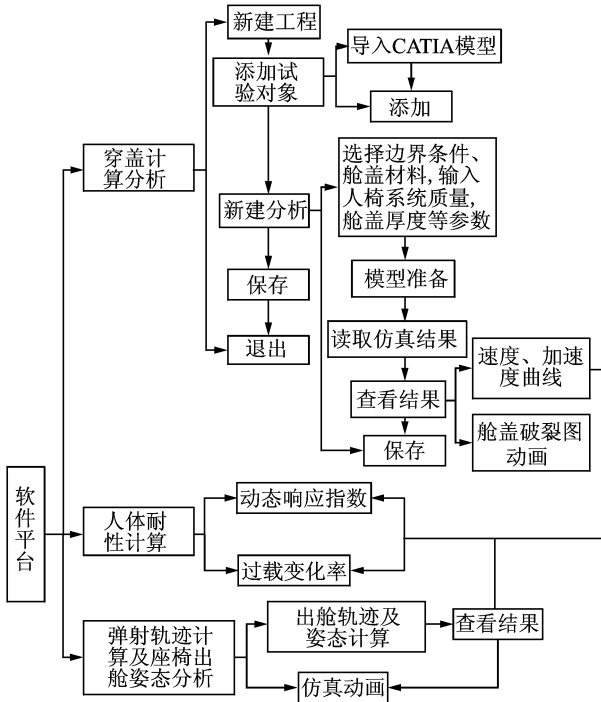 新建工程
导入CATIA模型
添加试
验对象
添加
穿盖计
算分析
选择边界条件、
舱盖材料,输入
人椅系统质量,
舱盖厚度等参数
新建分析
模型准备
保存
读取仿真结果
退出
速度、加速
度曲线
查看结果
舱盖破裂图
动画
保存
软件平台
人体耐
性计算
动态响应指数
过载变化率
弹射轨迹计
算及座椅出
舱姿态分析
出舱轨迹及
姿态计算
查看结果
仿真动画